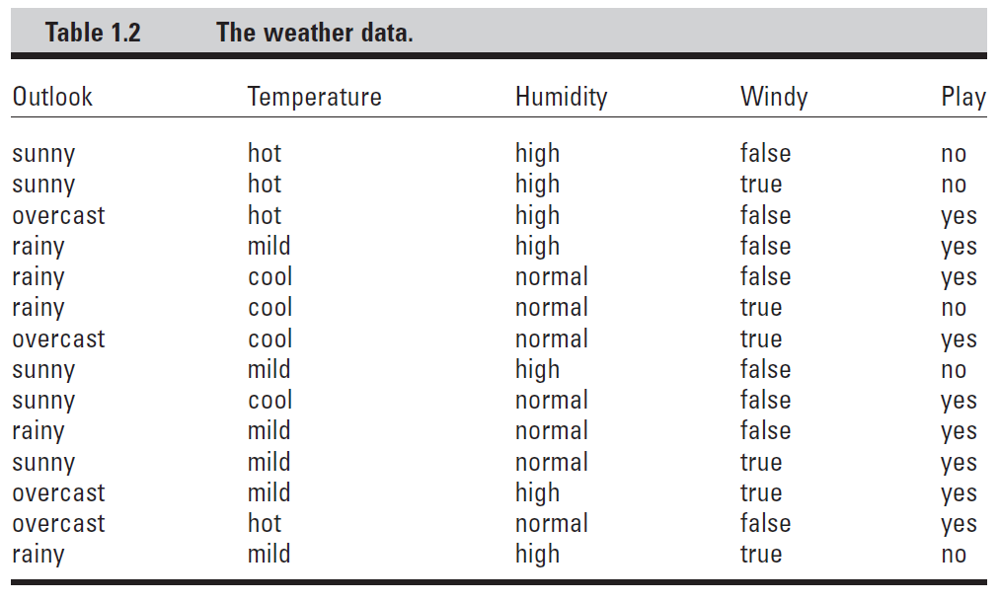 Table 1.2 The weather data.
Outlook Temperature Humidity Windy Play
sunny hot high false no
sunny hot high true no
overcast hot high false yes
rainy mild high false yes
rainy cool normal false yes
rainy cool normal true no
overcast cool normal true yes
sunny mild high false no
sunny cool normal false yes
rainy mild normal false yes
sunny mild normal true yes
overcast mild high true yes
overcast hot normal false yes
rainy mild high true no